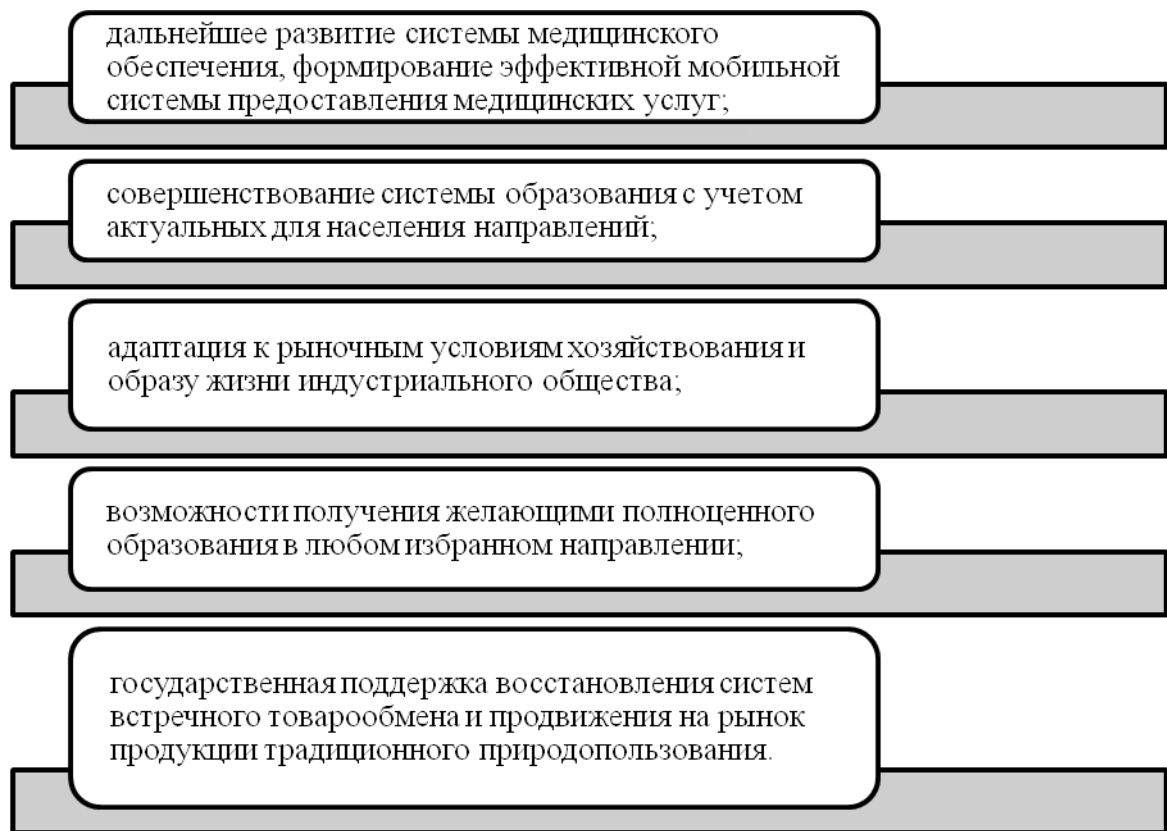 дальнейшее развитие системы медицинского
обеспечения, формирование эффективной мобильной
системы предоставления медицинских услуг;
совершенствование системы образования с учетом
актуальных для населения направлений;
адаптация к рыночным условиям хозяйствования и
образу жизни индустриального общества;
возможности получения желающими полноценного
образования в любом избранном направлении;
государственная поддержка восстановления систем
встречного товарообмена и продвижения на рынок
продукции традиционного природопользования.